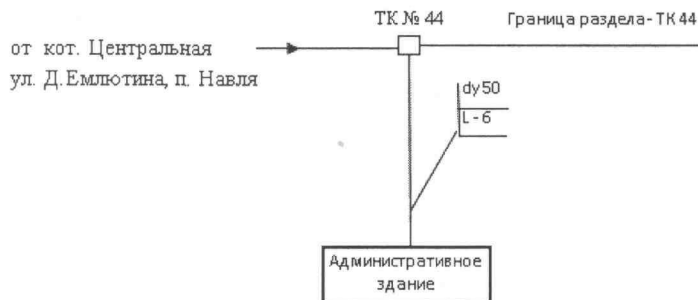 ТК № 44
Граница раздела- ТК 44
от кот. Центральная
ул. Д.Емлютина, п. Навля
dy50
L - 6
Административное
здание